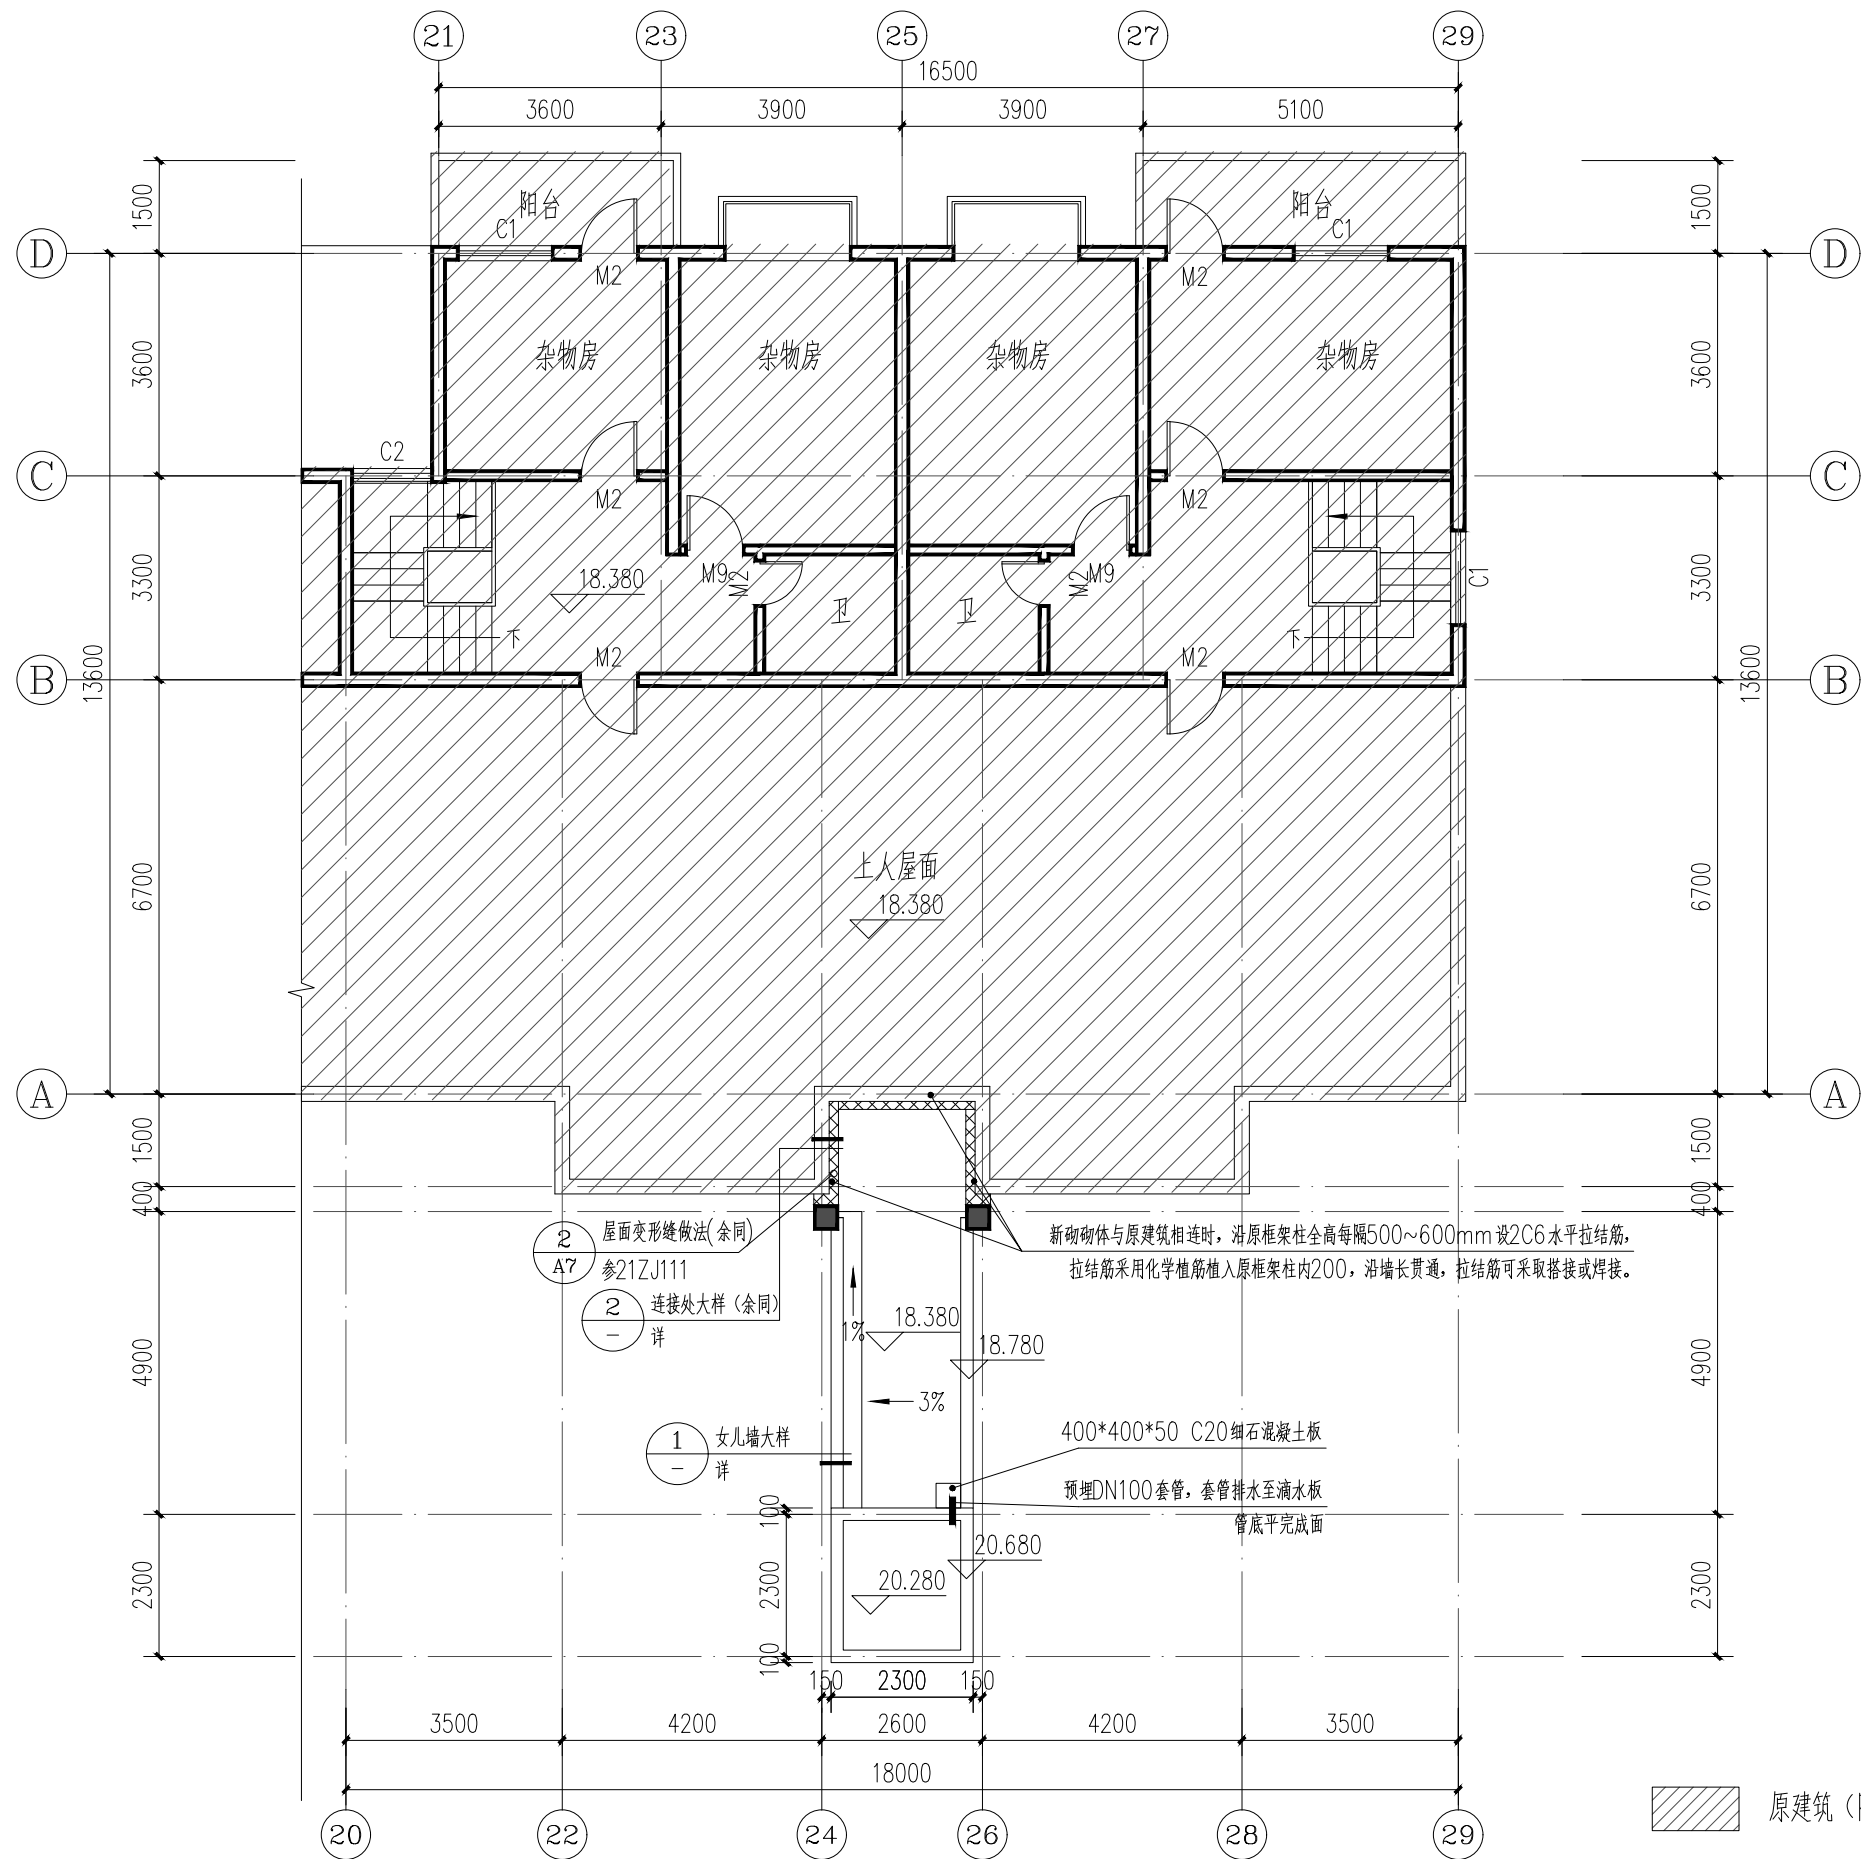 21 23 25 27 29
16500
3600 3900 3900 5100
1500 阳台 阳台 1500
C1 C1
D D
M2 M2
3600 杂物房 杂物房 杂物房 杂物房 3600
C2
C C
M2 M2
3300 18.380 M9 M2 M2 M9 C1 3300
卫 卫
下 下
13600 M2 M2 13600
B B
6700 上人屋面 6700
18.380
A A
1500 1500
400 400
2 屋面变形缝做法(余同)
A7 参21ZJ111
新砌砌体与原建筑相连时，沿原框架柱全高每隔500~600mm设2C6水平拉结筋，
拉结筋采用化学植筋植入原框架柱内200，沿墙长贯通，拉结筋可采取搭接或焊接。
2 连接处大样（余同）
- 详
1% 18.380
18.780
4900 4900
3%
1 女儿墙大样
- 详
400*400*50 C20细石混凝土板
预埋DN100套管，套管排水至滴水板
管底平完成面
100
20.680
2300 2300 20.280 2300
100
150 2300 150
3500 4200 2600 4200 3500
18000
原建筑（
20 22 24 26 28 29